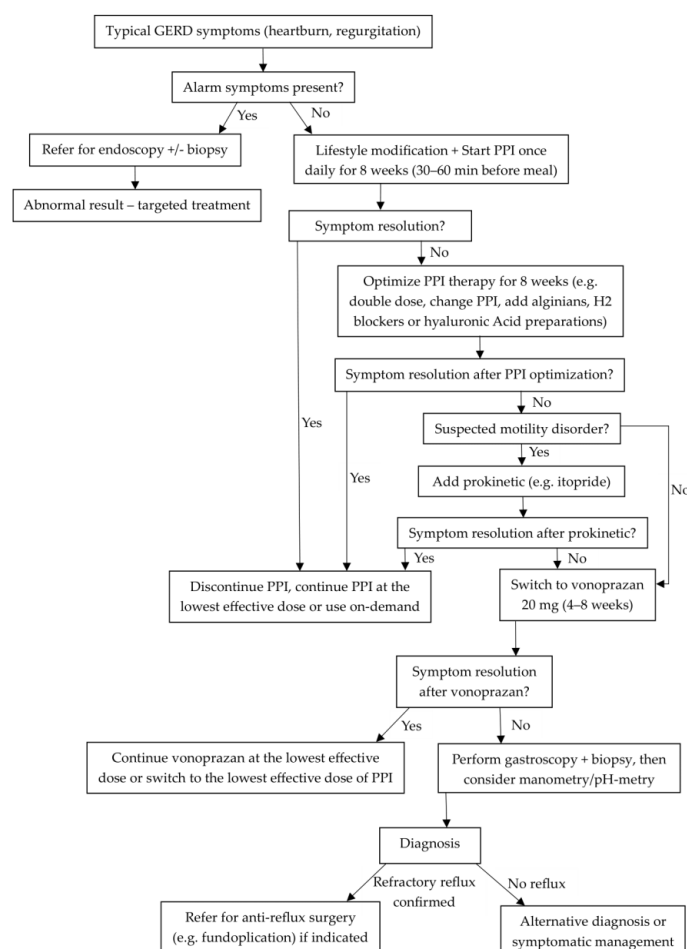 Typical GERD symptoms (heartburn, regurgitation)
Alarm symptoms present?
Yes
No
Refer for endoscopy +/- biopsy
Lifestyle modification + Start PPI once
daily for 8 weeks (30–60 min before meal)
Abnormal result – targeted treatment
Symptom resolution?
No
Optimize PPI therapy for 8 weeks (e.g.
double dose, change PPI, add alginians, H2
blockers or hyaluronic Acid preparations)
Symptom resolution after PPI optimization?
No
Yes
Suspected motility disorder?
Yes
Yes
No
Add prokinetic (e.g. itopride)
Symptom resolution after prokinetic?
Yes
No
Discontinue PPI, continue PPI at the
lowest effective dose or use on-demand
Switch to vonoprazan
20 mg (4–8 weeks)
Symptom resolution
after vonoprazan?
Yes
No
Continue vonoprazan at the lowest effective
dose or switch to the lowest effective dose of PPI
Perform gastroscopy + biopsy, then
consider manometry/pH-metry
Diagnosis
Refractory reflux
confirmed
No reflux
Refer for anti-reflux surgery
(e.g. fundoplication) if indicated
Alternative diagnosis or
symptomatic management